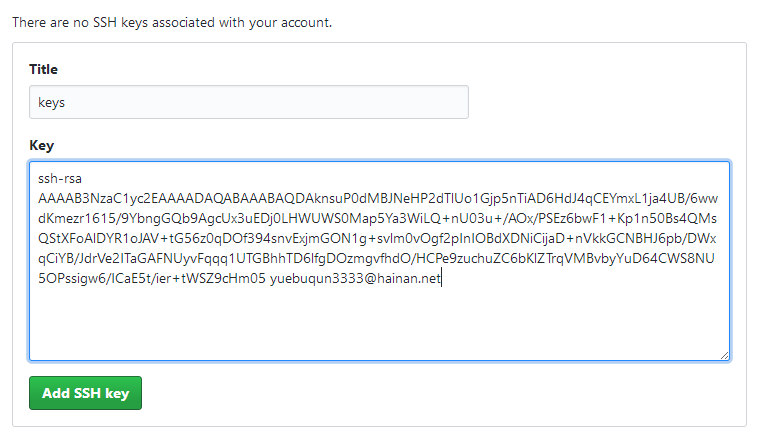 There are no SSH keys associated with your account.
Title
keys
Key
ssh-rsa
AAAAB3NzaC1yc2EAAAADAQABAAABAQDAknsuP0dMBJNeHP2dTlUo1Gjp5nTiAD6HdJ4qCEYmxL1ja4UB/6ww
dKmezr1615/9YbngGQb9AgcUx3uEDj0LHWUWS0Map5Ya3WiLQ+nU03u+/AOx/PSEz6bwF1+Kp1n50Bs4QMs
QStXFoAlDYR1oJAV+tG56z0qDOf394snvExjmGON1g+svlm0vOgf2pInIOBdXDNiCijaD+nVkkGCNBHJ6pb/DWx
qCiYB/JdrVe2ITaGAFNUyvFqqq1UTGBhhTD6lfgDOzmgvfhdO/HCPe9zuchuZC6bKlZTrqVMBvbyYuD64CWS8NU
5OPssigw6/ICaE5t/ier+tWSZ9cHm05 yuebuqun3333@hainan.net
Add SSH key